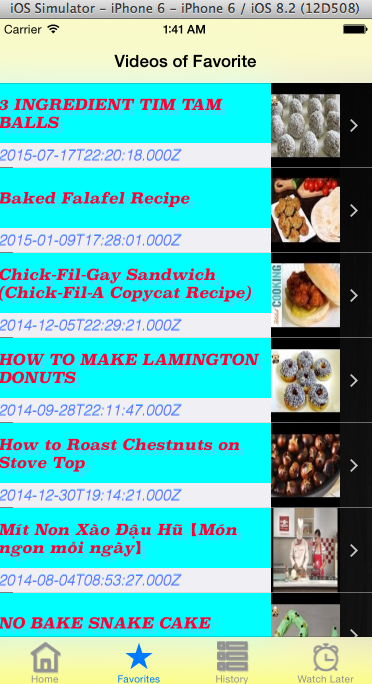 iOS Simulator - iPhone 6 - iPhone 6 / iOS 8.2 (12D508)
Carrier 1:41 AM
Videos of Favorite
3 INGREDIENT TIM TAM
BALLS
2015-07-17T22:20:18.000Z
Baked Falafel Recipe
2015-01-09T17:28:01.000Z
Chick-Fil-Gay Sandwich
(Chick-Fil-A Copycat Recipe)
COOKING
2014-12-05T22:29:21.000Z
HOW TO MAKE LAMINGTON
DONUTS
2014-09-28T22:11:47.000Z
How to Roast Chestnuts on
Stove Top
2014-12-30T19:14:21.000Z
Mít Non Xào Đậu Hũ【Món
ngon mỗi ngày】
2014-08-04T08:53:27.000Z
NO BAKE SNAKE CAKE
Home Favorites History Watch Later